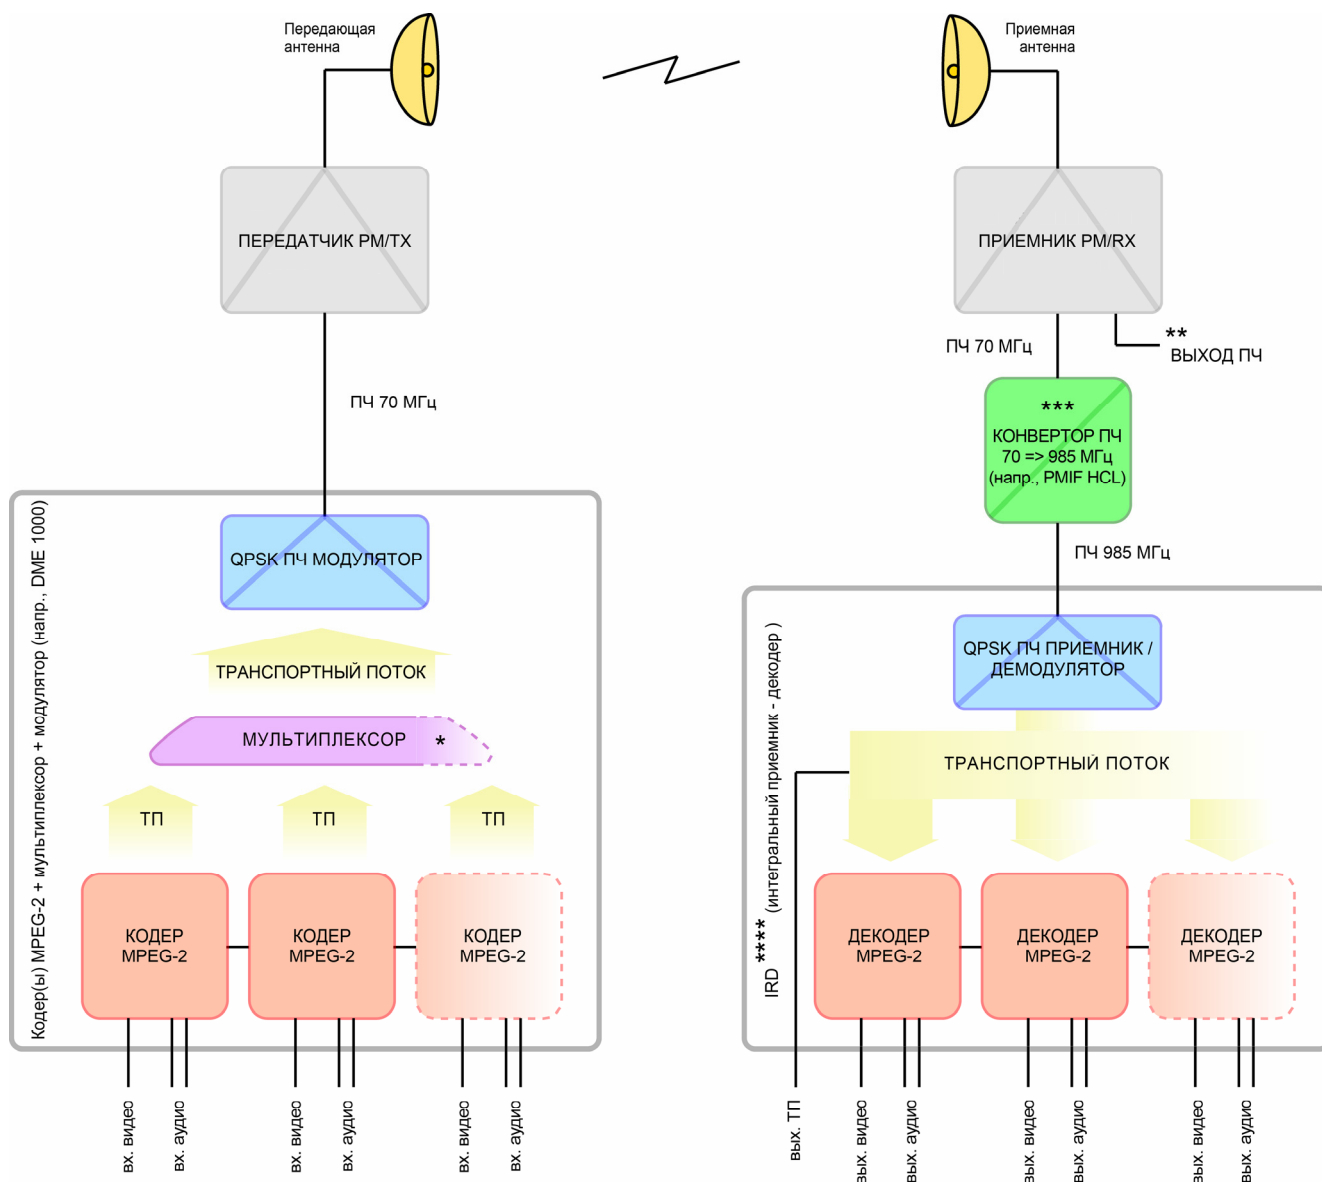 Передающая
антенна
Приемная
антенна
ПЕРЕДАТЧИК PM/TX
ПРИЕМНИК PM/RX
ПЧ 70 МГц
**
ВЫХОД ПЧ
ПЧ 70 МГц
***
КОНВЕРТОР ПЧ
70 => 985 МГц
(напр., PMIF HCL)
ПЧ 985 МГц
Кодер(ы) MPEG-2 + мультиплексор + модулятор (напр., DME 1000)
QPSK ПЧ МОДУЛЯТОР
ТРАНСПОРТНЫЙ ПОТОК
МУЛЬТИПЛЕКСОР *
ТП
ТП
ТП
КОДЕР
MPEG-2
КОДЕР
MPEG-2
КОДЕР
MPEG-2
вх. видео
вх. аудио
вх. видео
вх. аудио
вх. видео
вх. аудио
IRD **** (интегральный приемник - декодер )
QPSK ПЧ ПРИЕМНИК /
ДЕМОДУЛЯТОР
ТРАНСПОРТНЫЙ ПОТОК
ДЕКОДЕР
MPEG-2
ДЕКОДЕР
MPEG-2
ДЕКОДЕР
MPEG-2
вых. ТП
вых. видео
вых. аудио
вых. видео
вых. аудио
вых. видео
вых. аудио